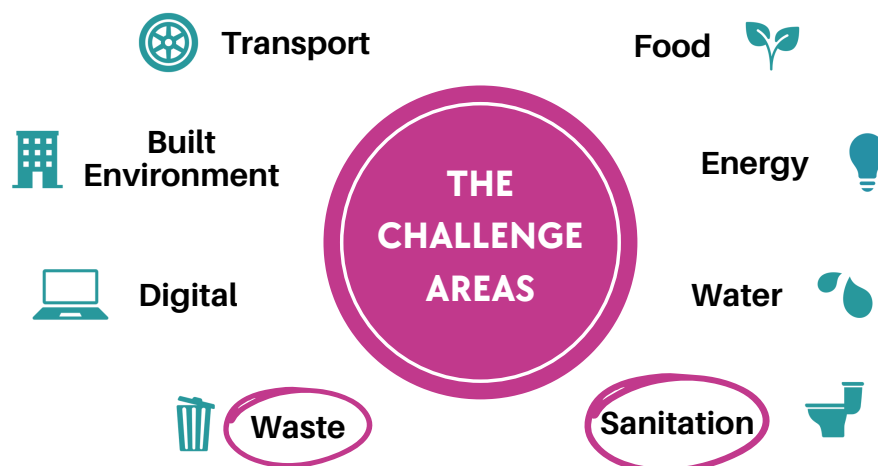 Transport
Food
Built
Environment
Energy
THE
CHALLENGE
AREAS
Digital
Water
Waste
Sanitation